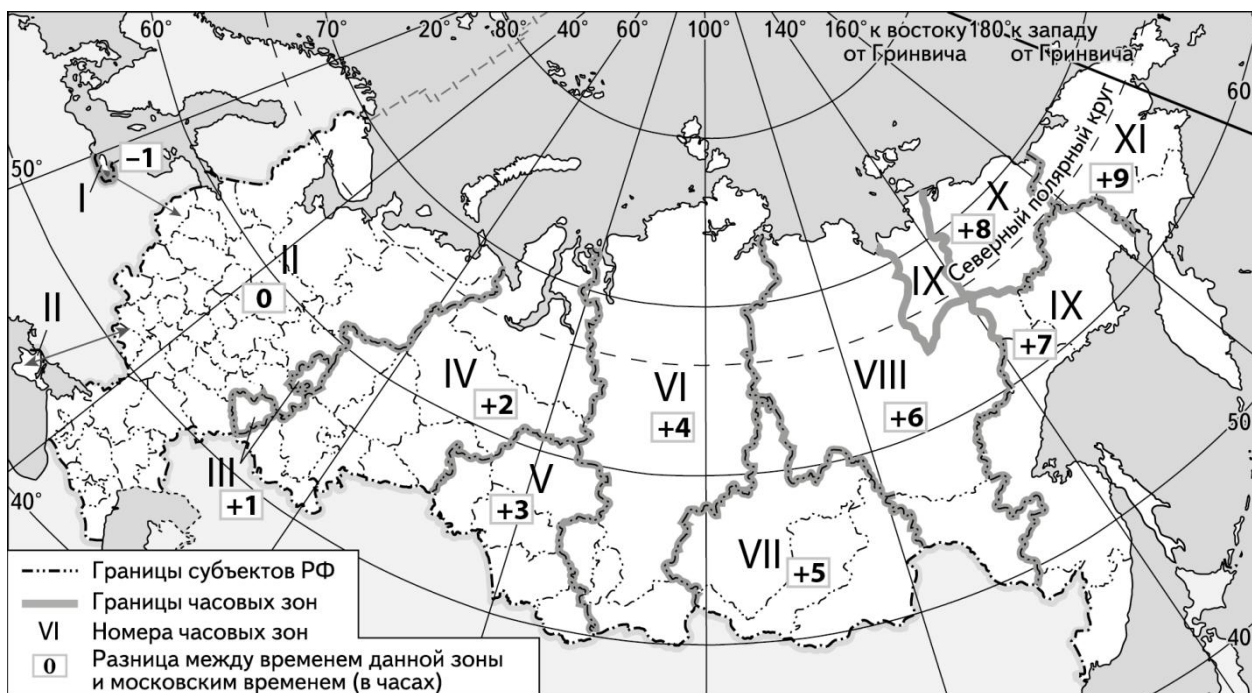 60° 70° 20° 40° 60° 100° 140° 160° к востоку 180° к западу
от Гринвича от Гринвича
60°
Северный полярный круг
50°
–1
I
XI
+9
X
+8
II
0
IX
IX
+7
II
IV
+2
VI
+4
VIII
+6
50°
III
+1
V
+3
40°
VII
+5
40°
Границы субъектов РФ
Границы часовых зон
VI Номера часовых зон
0 Разница между временем данной зоны
и московским временем (в часах)